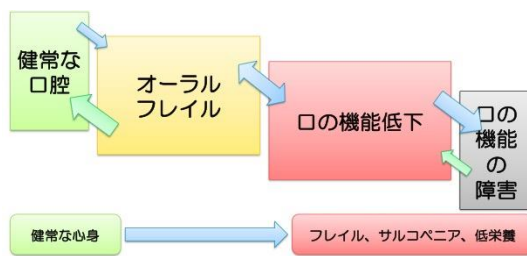 健常な
口腔
オーラル
フレイル
口の機能低下
口の
機能
の
障害
健常な心身
フレイル、サルコペニア、低栄養